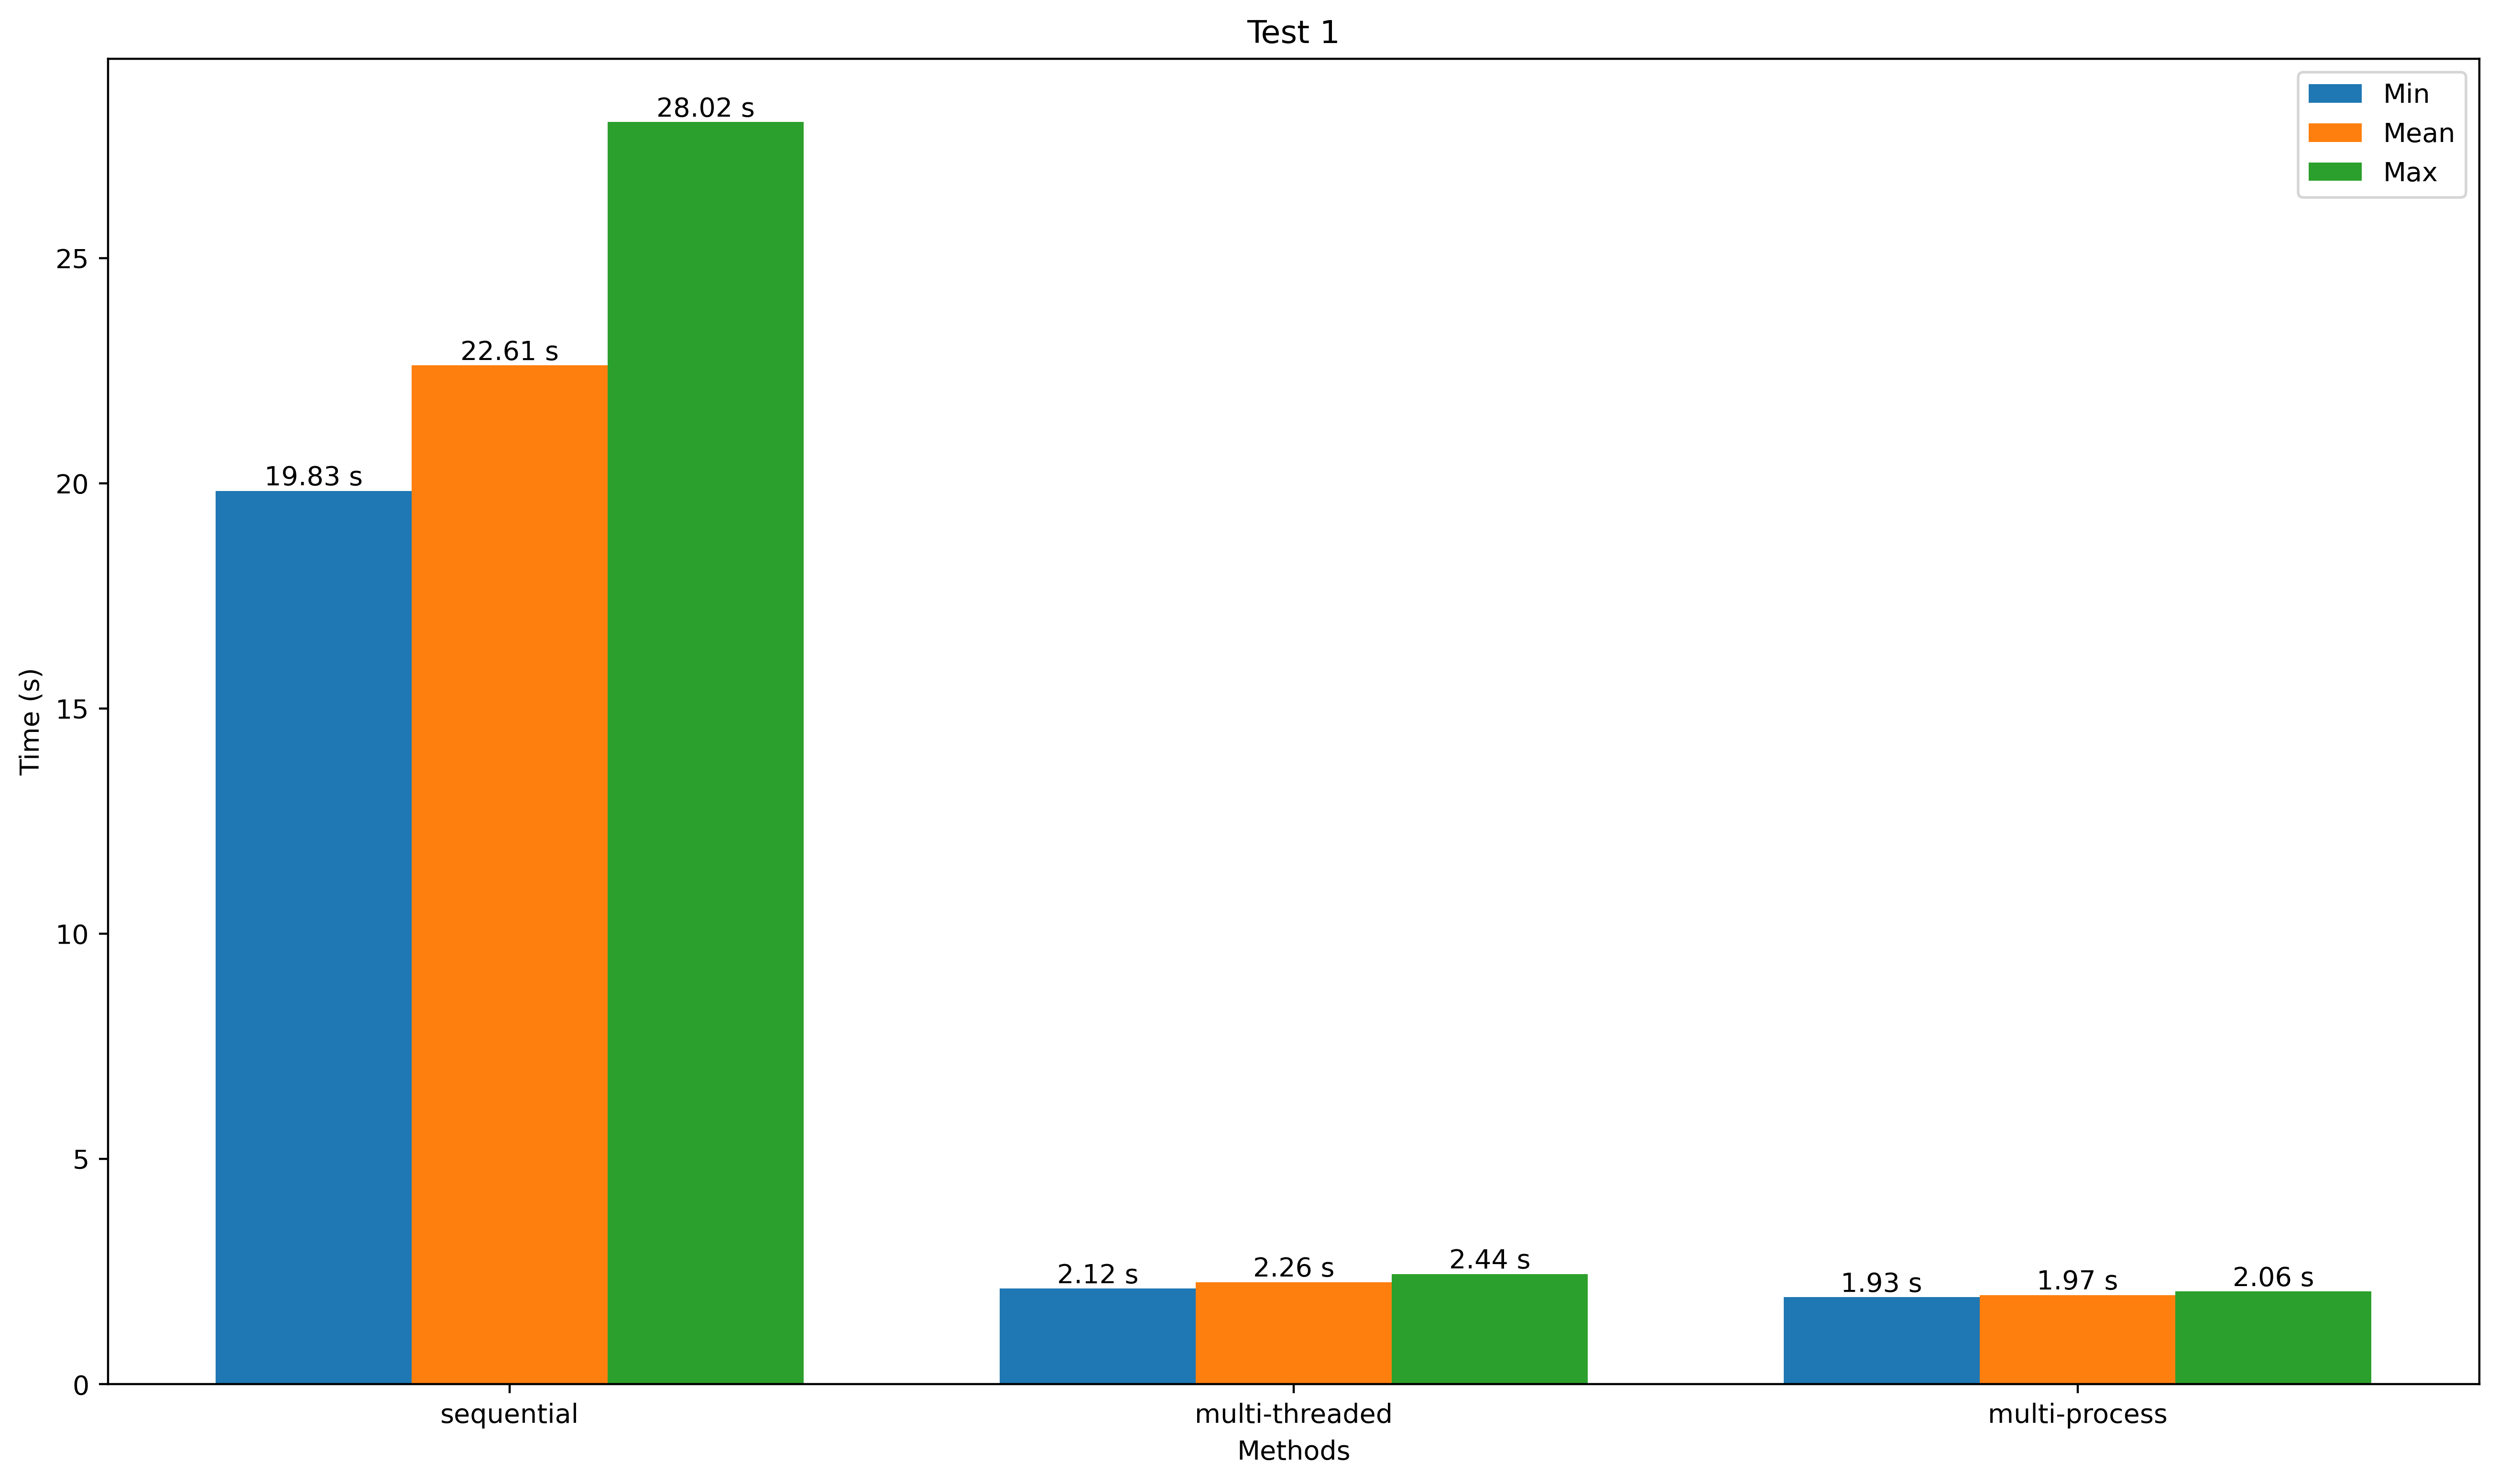 Test 1
Min
Mean
Max
28.02 s
22.61 s
19.83 s
2.12 s
2.26 s
2.44 s
1.93 s
1.97 s
2.06 s
Time (s)
25
20
15
10
5
0
sequential
multi-threaded
multi-process
Methods